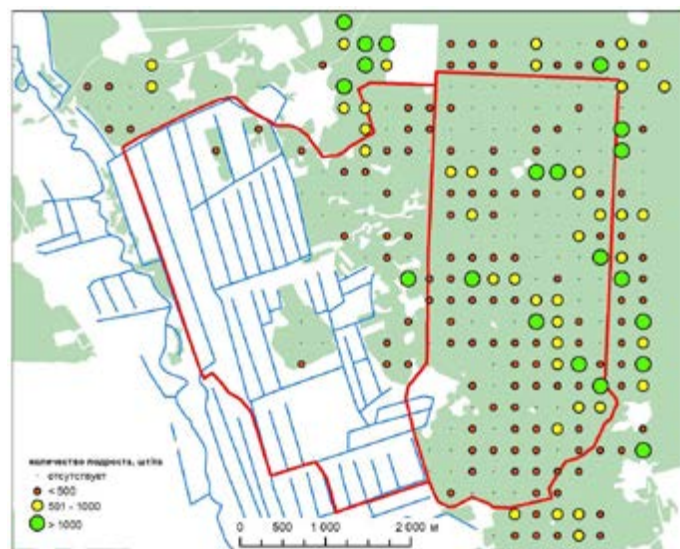 количество подроста, шт/га
отсутствует
< 500
501 - 1000
> 1000
0 500 1 000 2 000 м